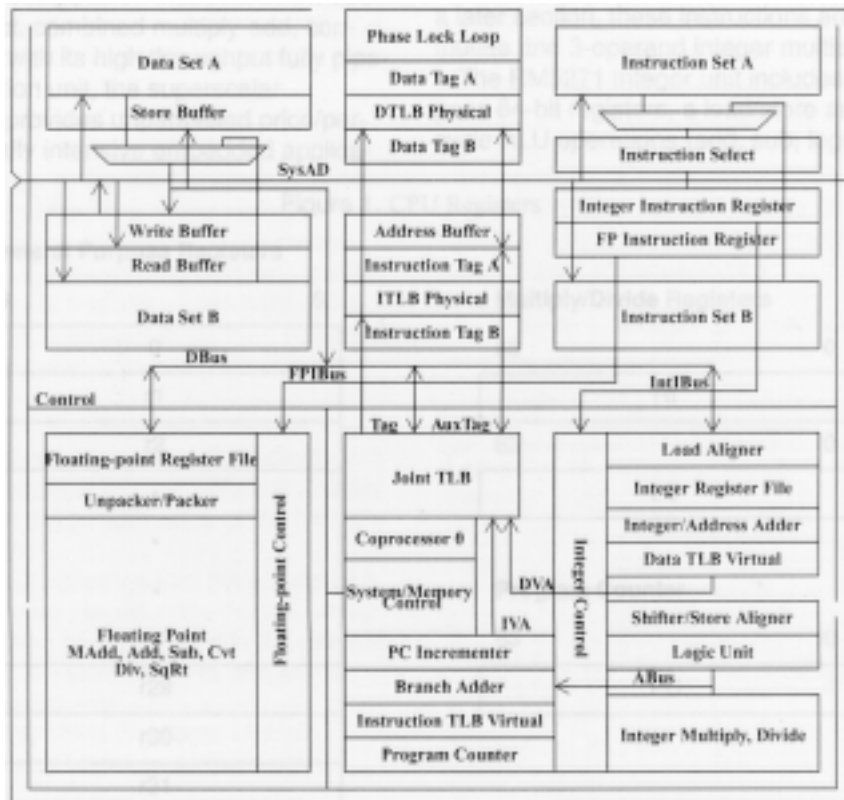 Data Set A
Store Buffer
Phase Lock Loop
Data Tag A
DTLB Physical
Data Tag B
Instruction Set A
Instruction Select
SysAD
Integer Instruction Register
FP Instruction Register
Write Buffer
Read Buffer
Data Set B
Address Buffer
Instruction Tag A
ITLB Physical
Instruction Tag B
Instruction Set B
DBus
FPIBus
IntIBus
Control
Tag
AuxTag
Floating-point Register File
Unpacker/Packer
Floating Point
MAdd, Add, Sub, Cvt
Div, SqRt
Floating-point Control
Joint TLB
Coprocessor 0
System/Memory
Control
DVA
IVA
PC Incrementer
Branch Adder
Instruction TLB Virtual
Program Counter
Integer Control
Load Aligner
Integer Register File
Integer/Address Adder
Data TLB Virtual
Shifter/Store Aligner
Logic Unit
ABus
Integer Multiply, Divide